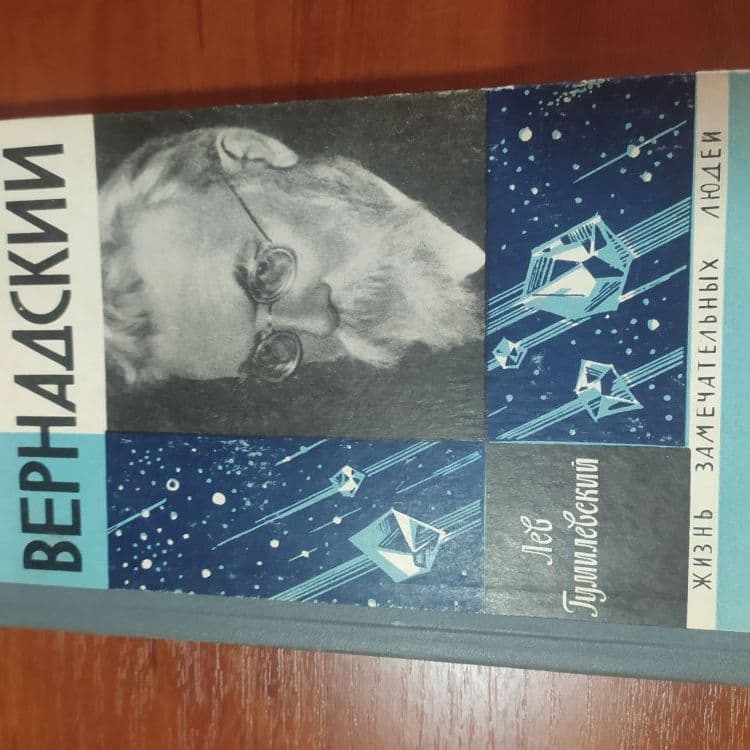 ВЕРНАДСКИЙ
Лев
Гумилевский
ЖИЗНЬ ЗАМЕЧАТЕЛЬНЫХ ЛЮДЕЙ